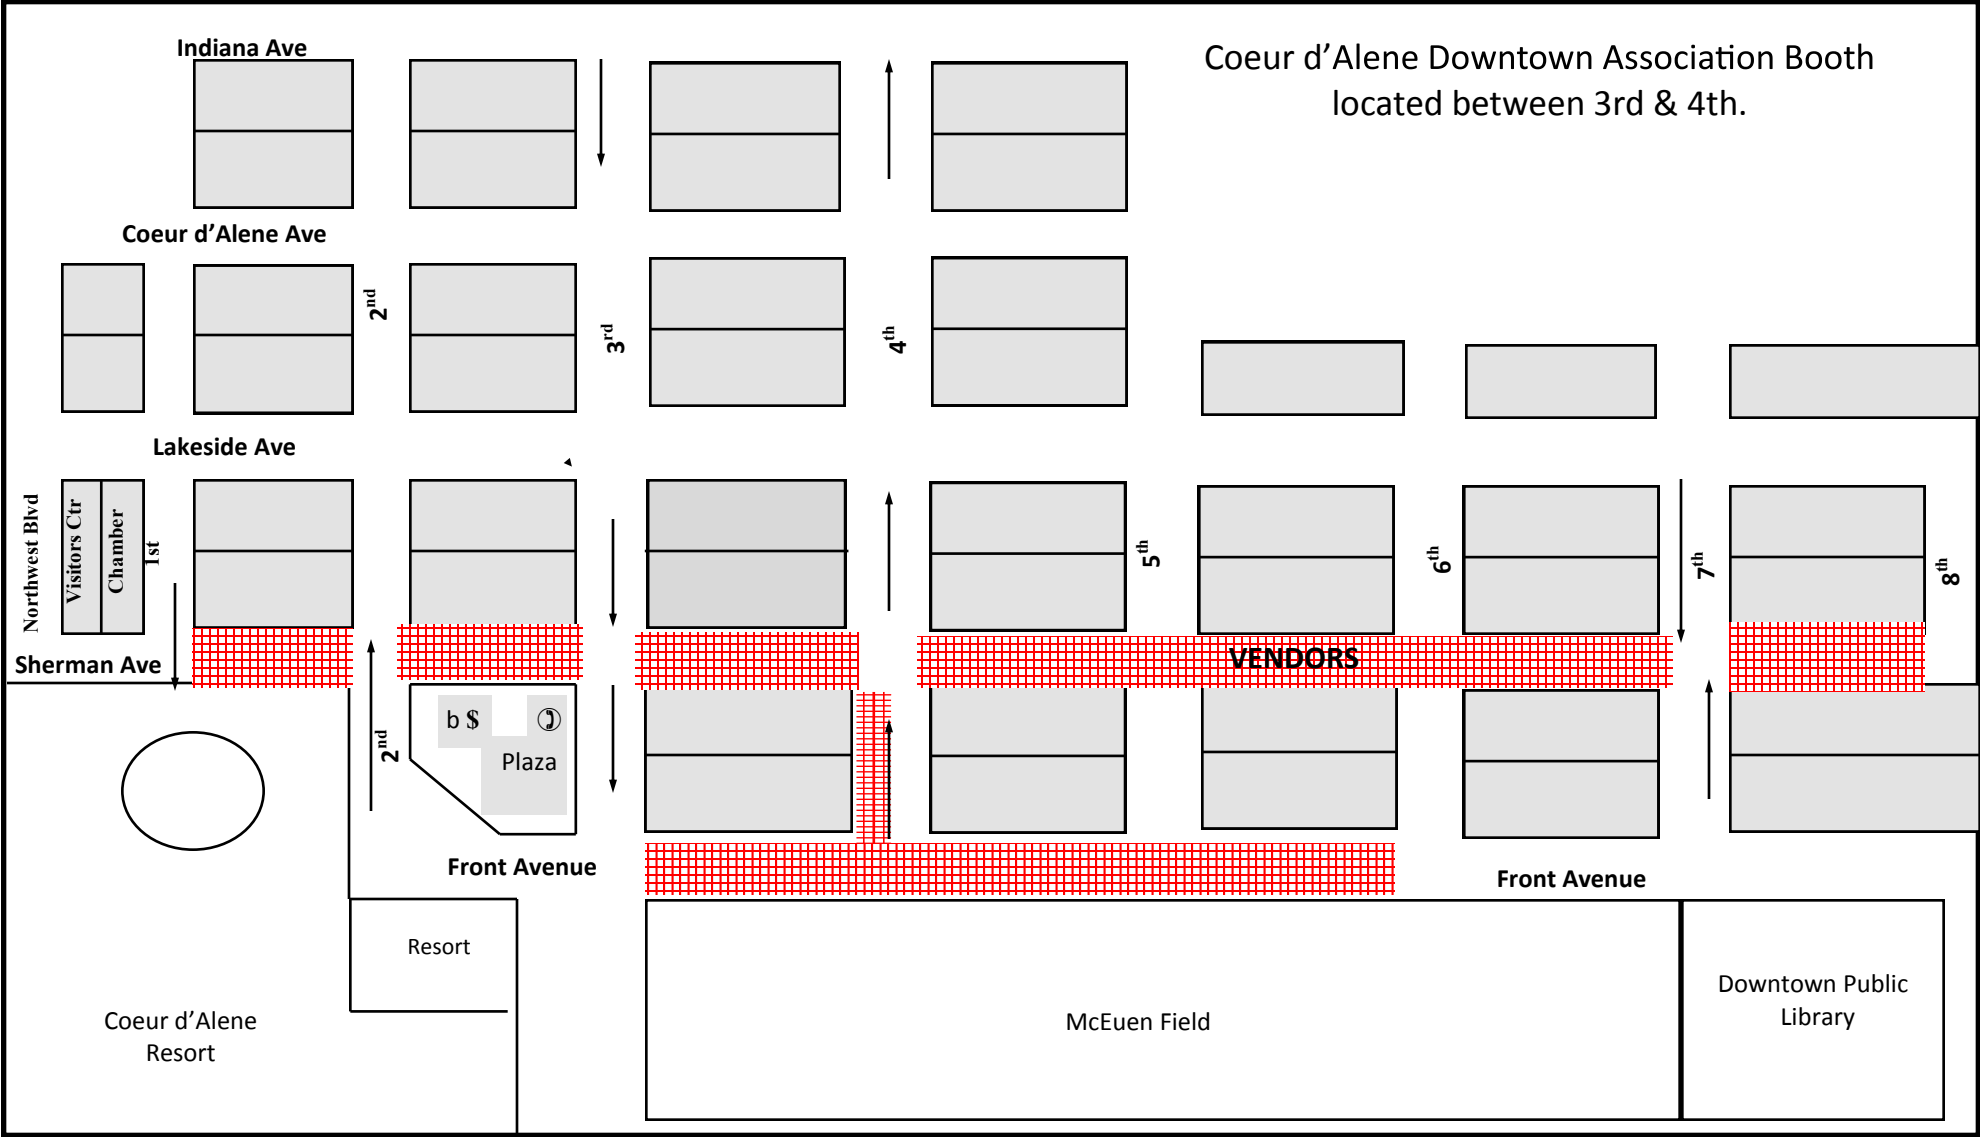 Indiana Ave
Coeur d’Alene Downtown Association Booth
located between 3rd & 4th.
Coeur d’Alene Ave
2nd
3rd
4th
Lakeside Ave
Northwest Blvd
Visitors Ctr
Chamber
1st
5th
6th
7th
8th
Sherman Ave
VENDORS
b $
2nd
Plaza
Front Avenue
Front Avenue
Resort
Coeur d’Alene
Resort
McEuen Field
Downtown Public
Library